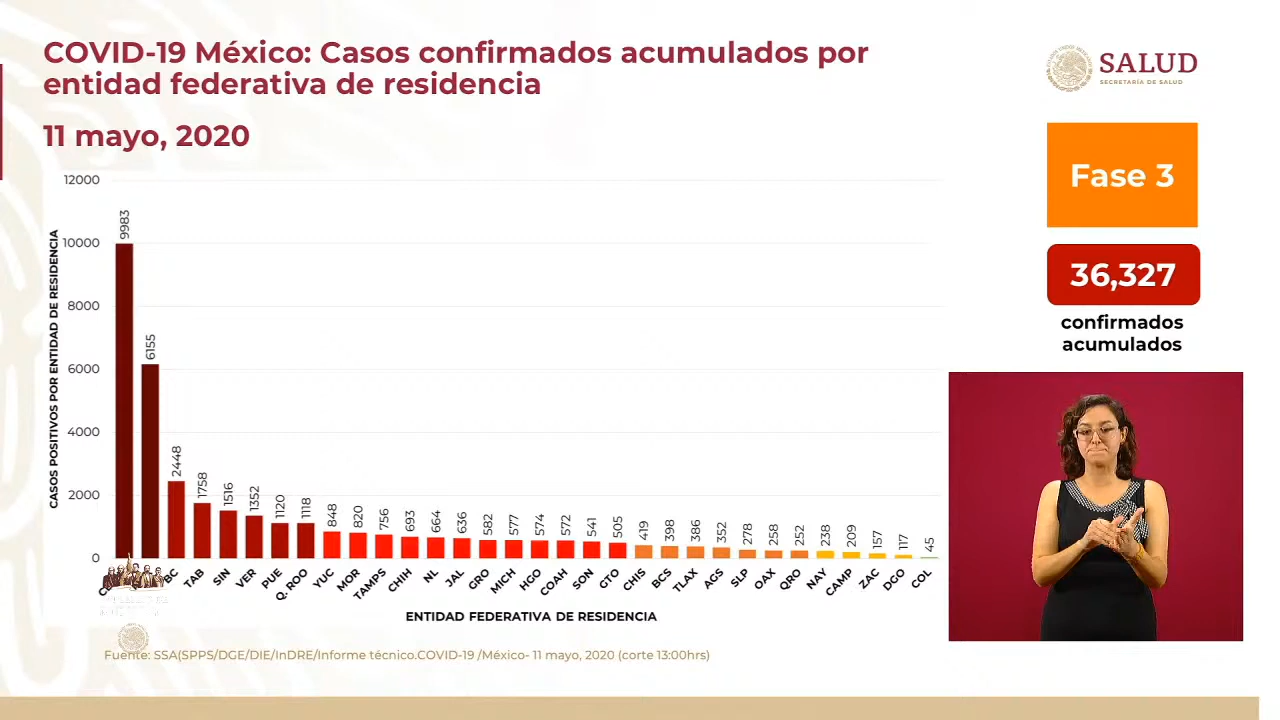 COVID-19 México: Casos confirmados acumulados por
entidad federativa de residencia
11 mayo, 2020
SALUD
SECRETARÍA DE SALUD
Fase 3
36,327
confirmados
acumulados
CASOS POSITIVOS POR ENTIDAD DE RESIDENCIA
12000
10000
8000
6000
4000
2000
0
9983
6155
2448
1758
1516
1352
1120
1118
848
820
756
693
664
636
582
577
574
572
541
505
419
398
386
352
278
258
252
238
209
157
117
45
BC
TAB
SIN
VER
PUE
Q. ROO
YUC
MOR
TAMPS
CHIH
NL
JAL
GRO
MICH
HGO
COAH
SON
GTO
CHIS
BCS
TLAX
AGS
SLP
OAX
QRO
NAY
CAMP
ZAC
DGO
COL
ENTIDAD FEDERATIVA DE RESIDENCIA
Fuente: SSA(SPPS/DGE/DIE/InDRE/Informe técnico.COVID-19 /México- 11 mayo, 2020 (corte 13:00hrs)